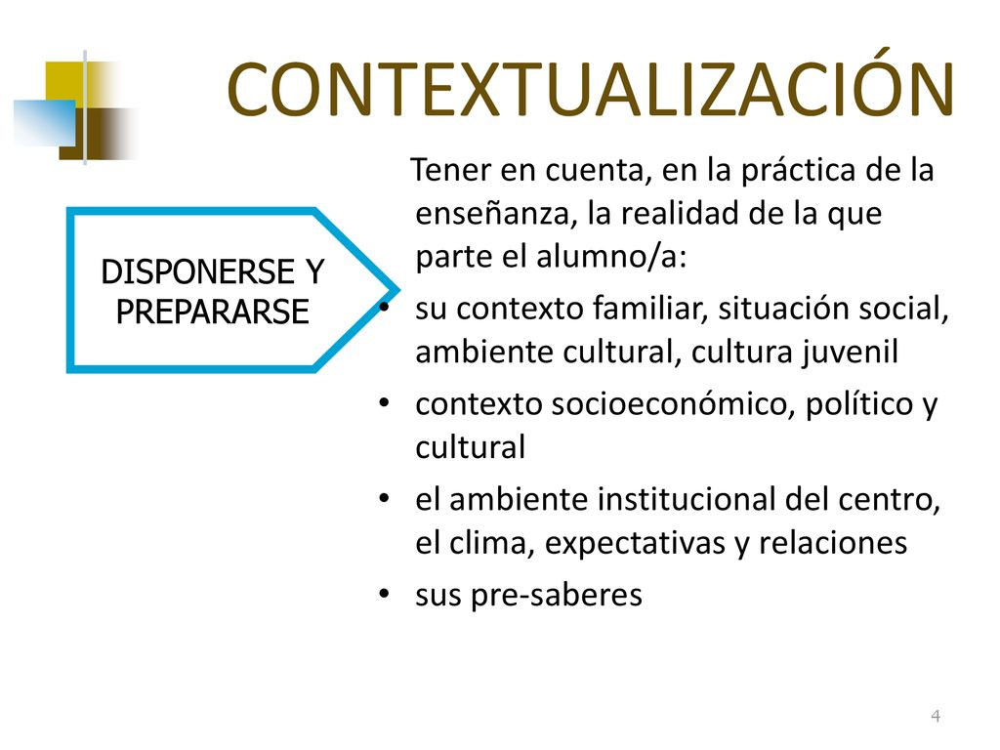 CONTEXTUALIZACIÓN
DISPONERSE Y
PREPARARSE
Tener en cuenta, en la práctica de la
enseñanza, la realidad de la que
parte el alumno/a:
• su contexto familiar, situación social,
ambiente cultural, cultura juvenil
• contexto socioeconómico, político y
cultural
• el ambiente institucional del centro,
el clima, expectativas y relaciones
• sus pre-saberes
4